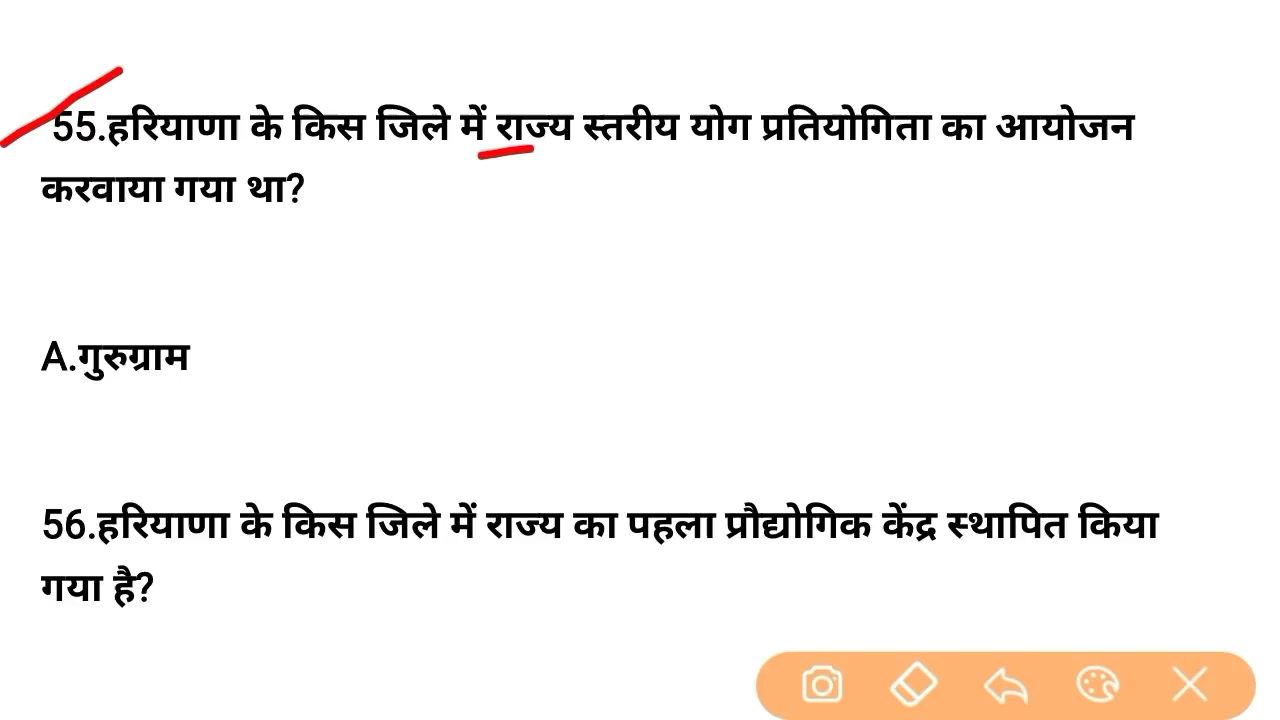 55.हरियाणा के किस जिले में राज्य स्तरीय योग प्रतियोगिता का आयोजन
करवाया गया था?
A.गुरुग्राम
56.हरियाणा के किस जिले में राज्य का पहला प्रौद्योगिक केंद्र स्थापित किया
गया है?